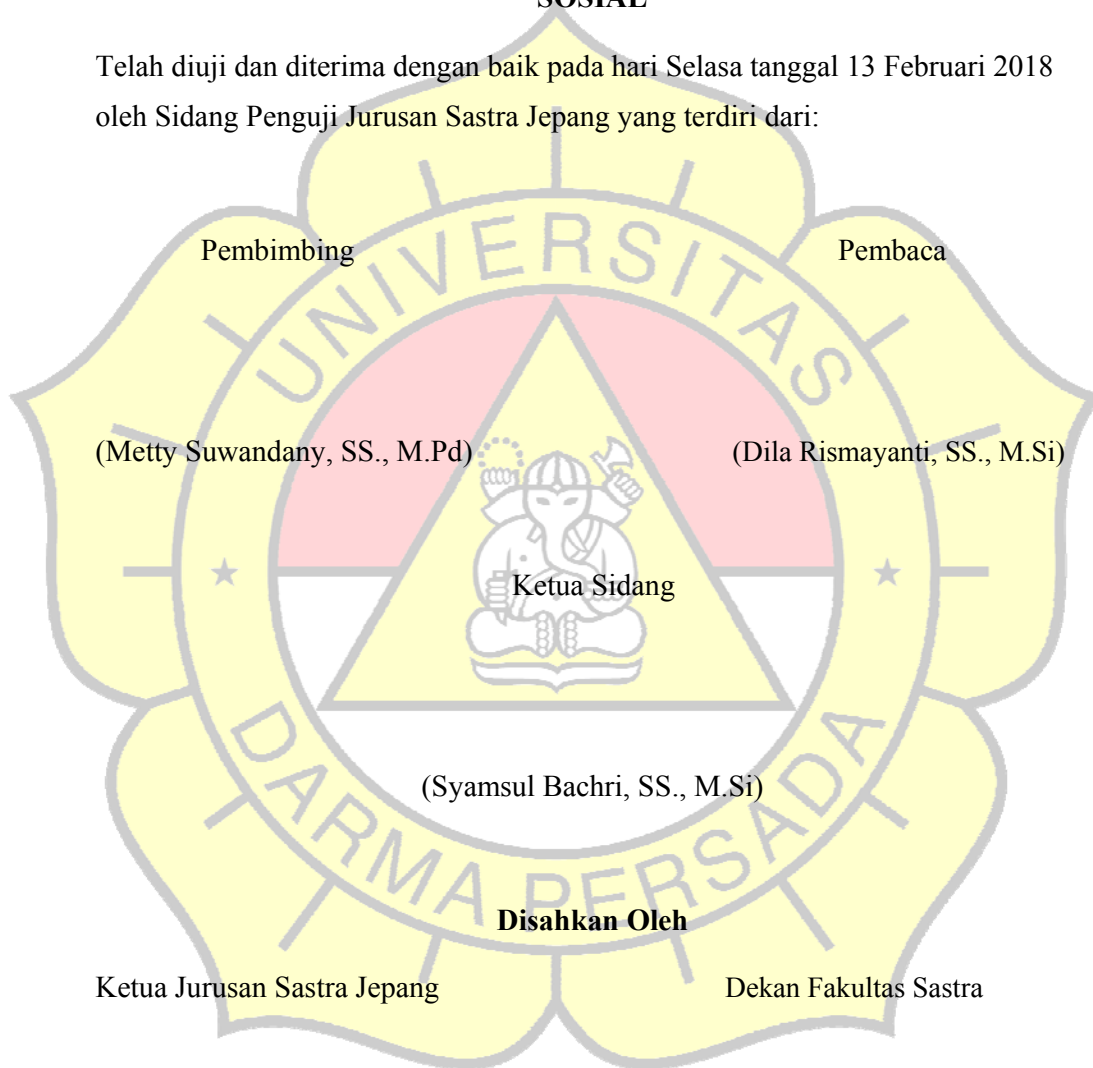 SOSIAL
Telah diuji dan diterima dengan baik pada hari Selasa tanggal 13 Februari 2018
oleh Sidang Penguji Jurusan Sastra Jepang yang terdiri dari:
Pembimbing Pembaca
UNIVERSITAS
(Metty Suwandany, SS., M.Pd) (Dila Rismayanti, SS., M.Si)
Ketua Sidang
(Syamsul Bachri, SS., M.Si)
DARMA PERSADA
Disahkan Oleh
Ketua Jurusan Sastra Jepang Dekan Fakultas Sastra